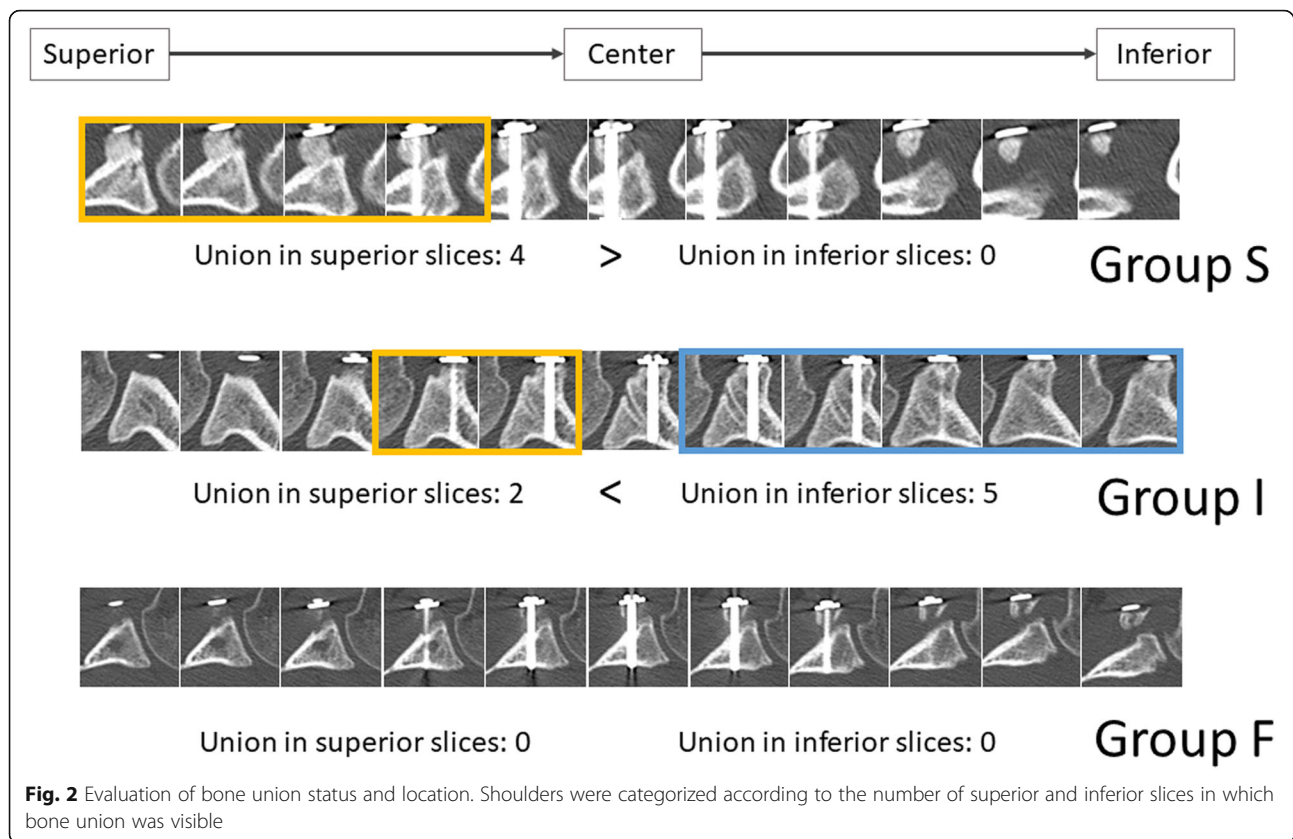 Superior Center Inferior
Union in superior slices: 4 > Union in inferior slices: 0
Group S
Union in superior slices: 2 < Union in inferior slices: 5
Group I
Union in superior slices: 0 Union in inferior slices: 0
Group F
Fig. 2 Evaluation of bone union status and location. Shoulders were categorized according to the number of superior and inferior slices in which
bone union was visible